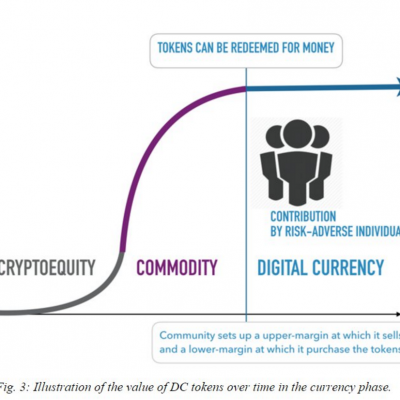 TOKENS CAN BE REDEEMED FOR MONEY
CONTRIBUTION
BY RISK-ADVERSE INDIVIDUA
CRYPTOEQUITY COMMODITY DIGITAL CURRENCY
Community sets up a upper-margin at which it sells
and a lower-margin at which it purchase the tokens
Fig. 3: Illustration of the value of DC tokens over time in the currency phase.